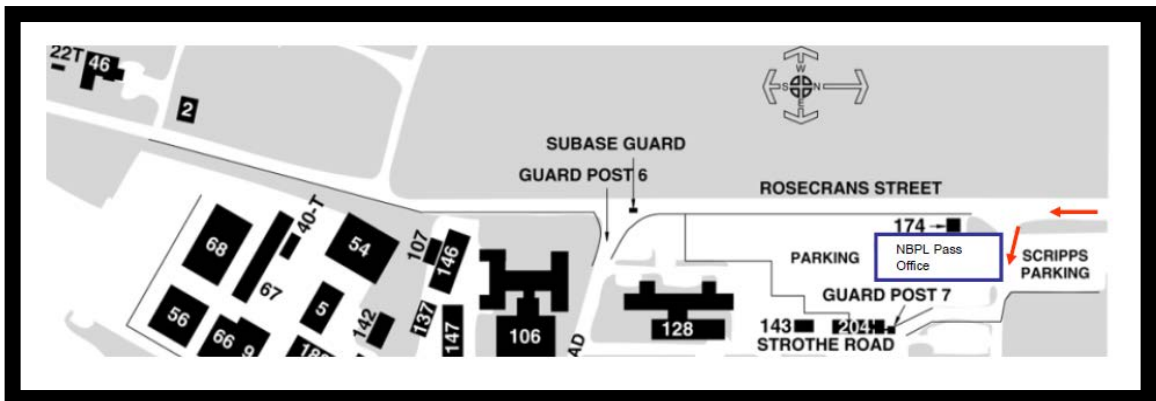 22T
46
2
W
S N
E
SUBASE GUARD
GUARD POST 6
ROSECRANS STREET
174
NBPL Pass
Office
PARKING
SCRIPPS
PARKING
GUARD POST 7
68
40-T
54
107
146
67
56
5
66
9
142
137
147
106
128
143
204
STROTHE ROAD